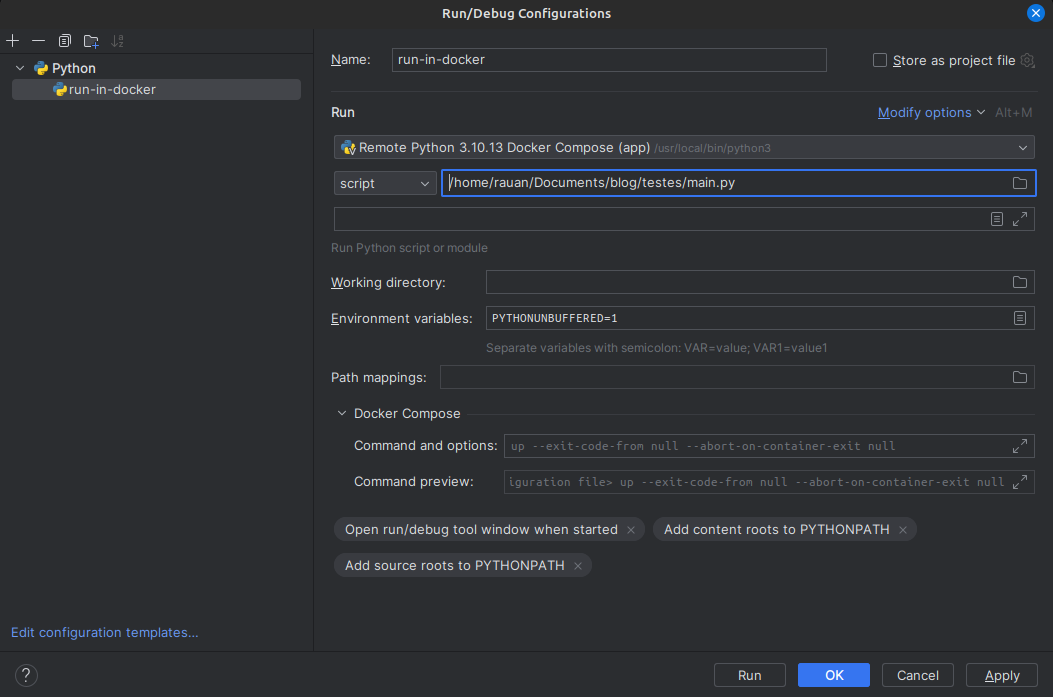 Run/Debug Configurations
Python
run-in-docker
Edit configuration templates...
?
Name: run-in-docker Store as project file
Run Modify options Alt+M
Remote Python 3.10.13 Docker Compose (app) /usr/local/bin/python3
script /home/rauan/Documents/blog/testes/main.py
Run Python script or module
Working directory:
Environment variables: PYTHONUNBUFFERED=1
Separate variables with semicolon: VAR=value; VAR1=value1
Path mappings:
Docker Compose
Command and options: up --exit-code-from null --abort-on-container-exit null
Command preview: iguration file> up --exit-code-from null --abort-on-container-exit null
Open run/debug tool window when started × Add content roots to PYTHONPATH ×
Add source roots to PYTHONPATH ×
Run OK Cancel Apply